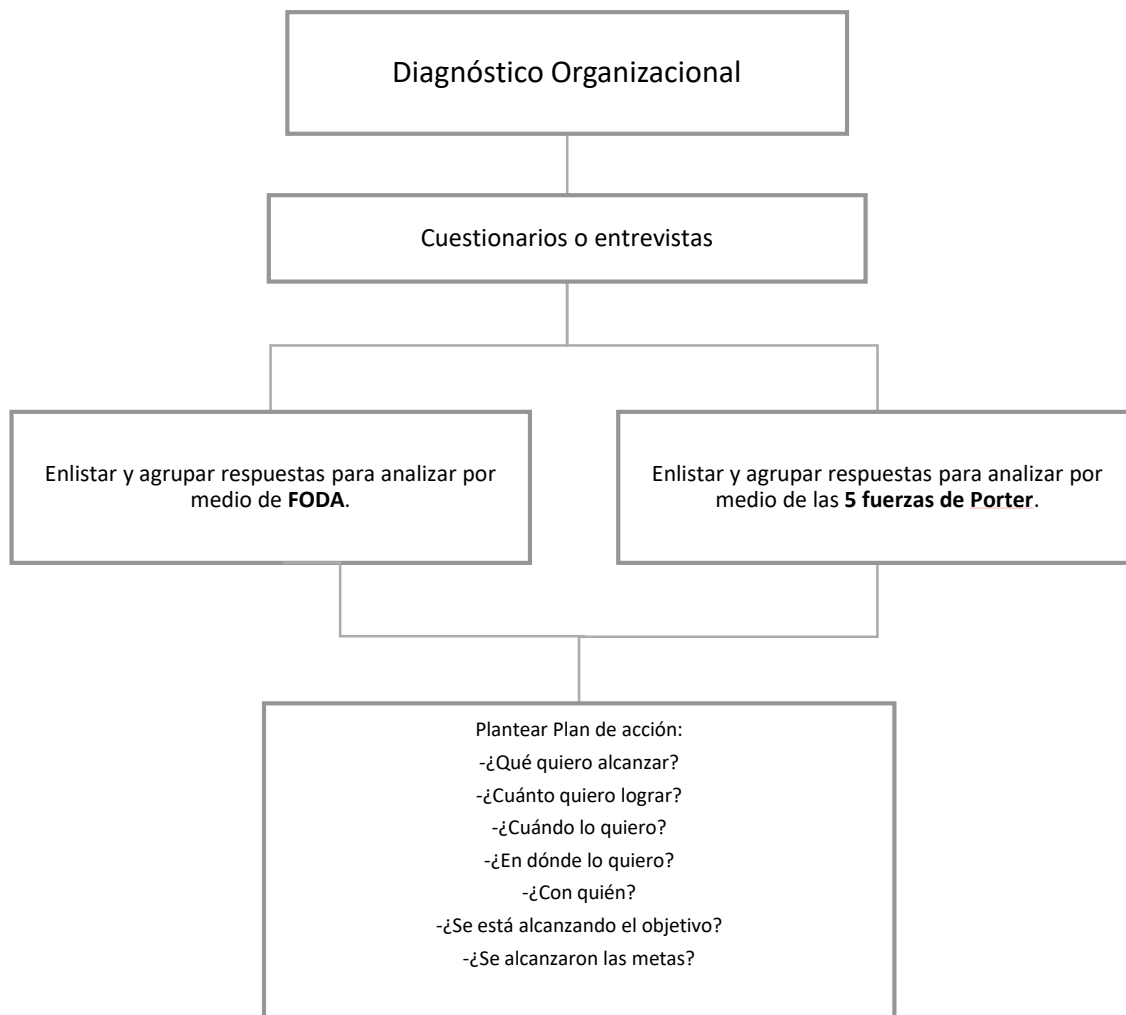 Diagnóstico Organizacional
Cuestionarios o entrevistas
Enlistar y agrupar respuestas para analizar por
medio de FODA.
Enlistar y agrupar respuestas para analizar por
medio de las 5 fuerzas de Porter.
Plantear Plan de acción:
-¿Qué quiero alcanzar?
-¿Cuánto quiero lograr?
-¿Cuándo lo quiero?
-¿En dónde lo quiero?
-¿Con quién?
-¿Se está alcanzando el objetivo?
-¿Se alcanzaron las metas?